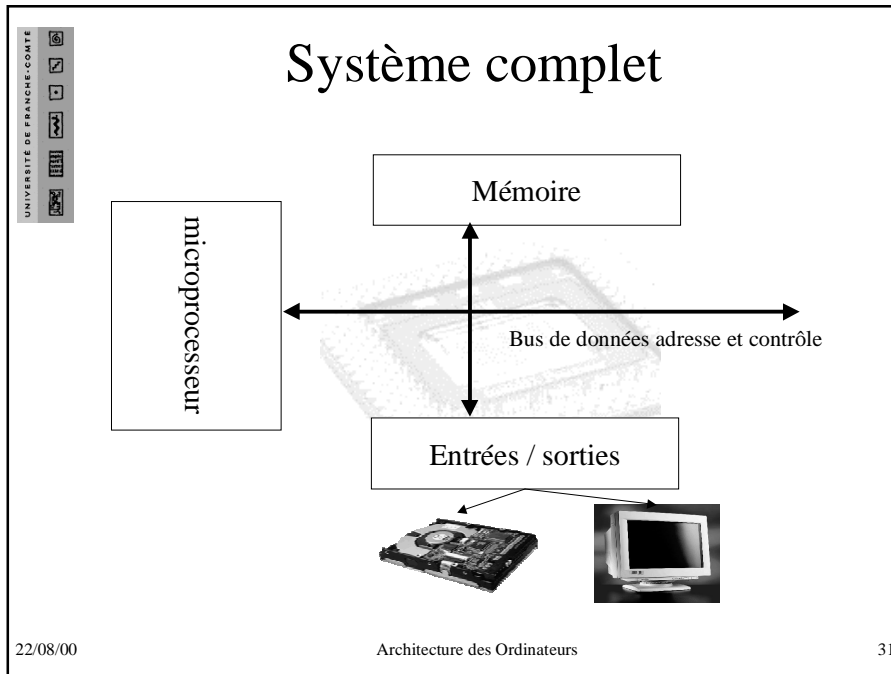 UNIVERSITÉ DE FRANCHE-COMTÉ
Système complet
Mémoire
microprocesseur
Bus de données adresse et contrôle
Entrées / sorties
22/08/00
Architecture des Ordinateurs
31